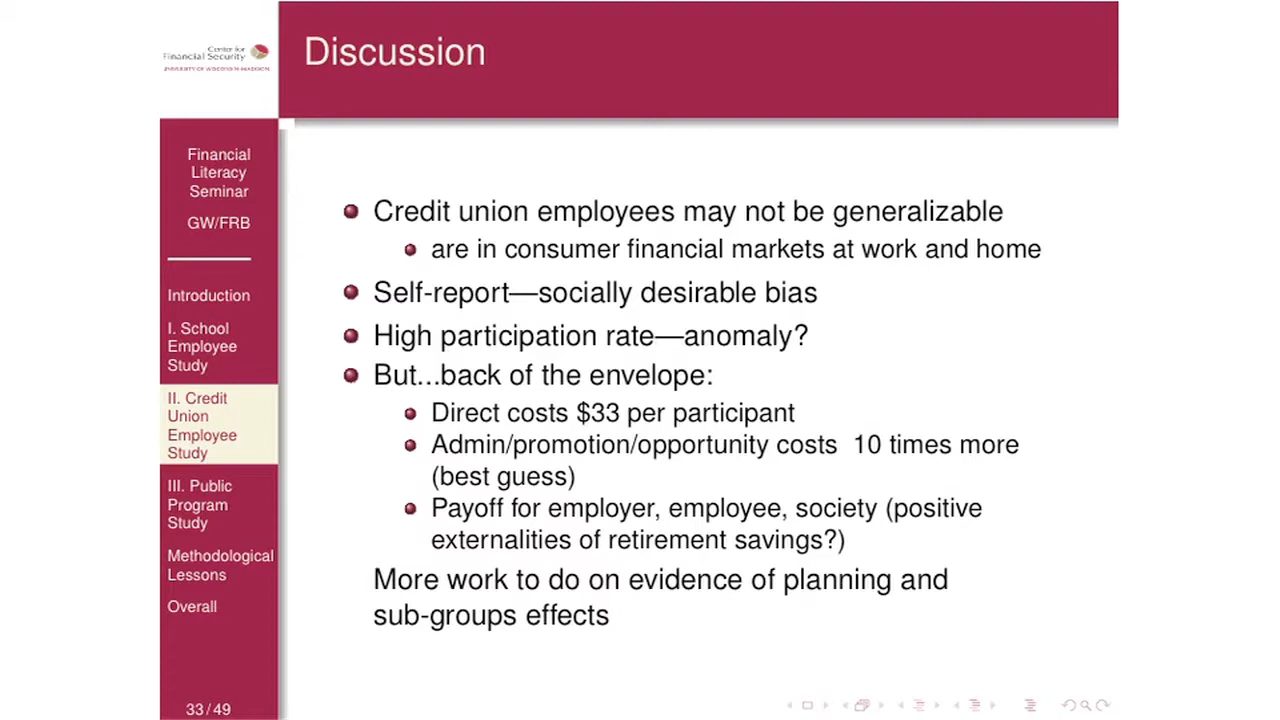 Center for
Financial Security
UNIVERSITY OF WISCONSIN-MADISON
Discussion
Financial
Literacy
Seminar
GW/FRB
Introduction
I. School
Employee
Study
II. Credit
Union
Employee
Study
III. Public
Program
Study
Methodological
Lessons
Overall
33/49
Credit union employees may not be generalizable
are in consumer financial markets at work and home
Self-report—socially desirable bias
High participation rate—anomaly?
But...back of the envelope:
Direct costs $33 per participant
Admin/promotion/opportunity costs 10 times more
(best guess)
Payoff for employer, employee, society (positive
externalities of retirement savings?)
More work to do on evidence of planning and
sub-groups effects